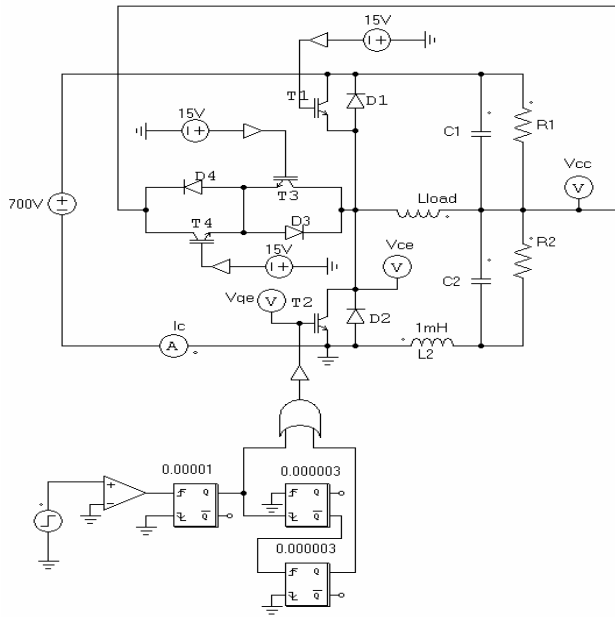 15V
T1
D1
C1
R1
15V
D4
T3
Vcc
V
700V
T4
D3
Lload
15V
Vce
V
R2
Vqe
V
T2
C2
D2
Ic
A
1mH
L2
0.00001
0.000003
Q
Q
Q
Q
0.000003
Q
Q